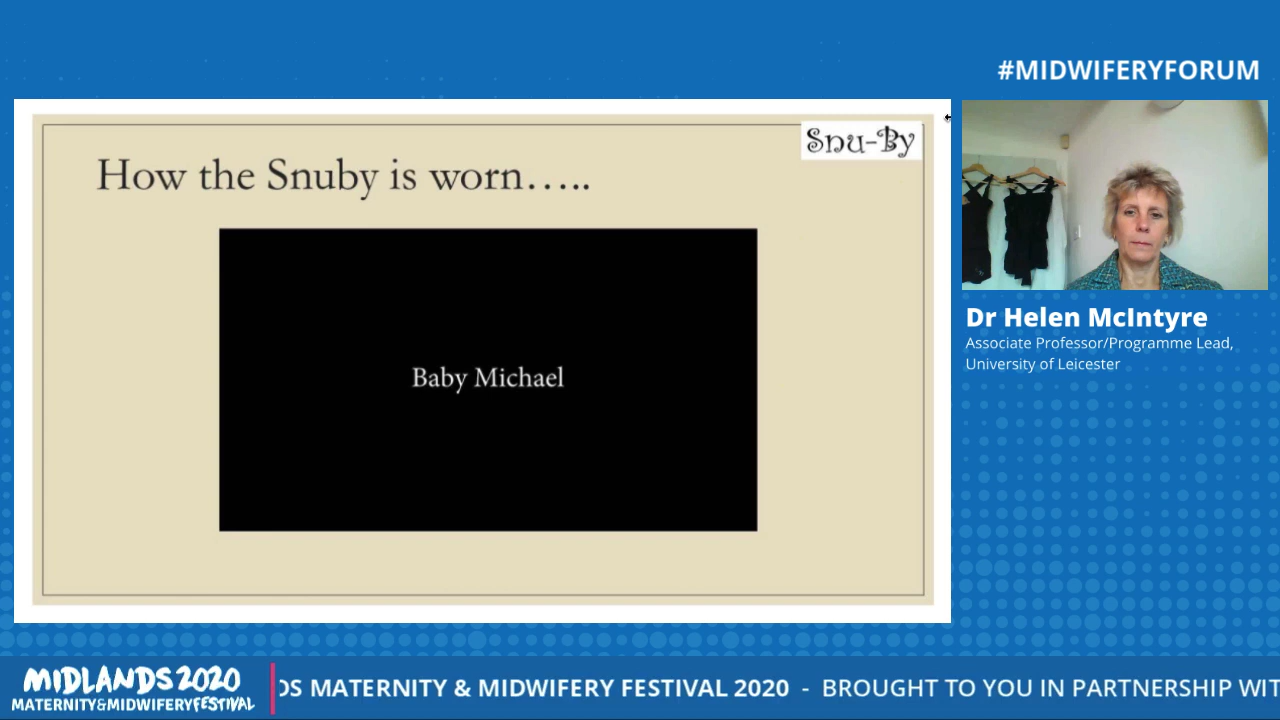 #MIDWIFERYFORUM
Snu-By
How the Snuby is worn.....
Baby Michael
Dr Helen McIntyre
Associate Professor/Programme Lead,
University of Leicester
MIDLANDS 2020
MATERNITY&MIDWIFERYFESTIVAL
DS MATERNITY & MIDWIFERY FESTIVAL 2020 - BROUGHT TO YOU IN PARTNERSHIP WIT